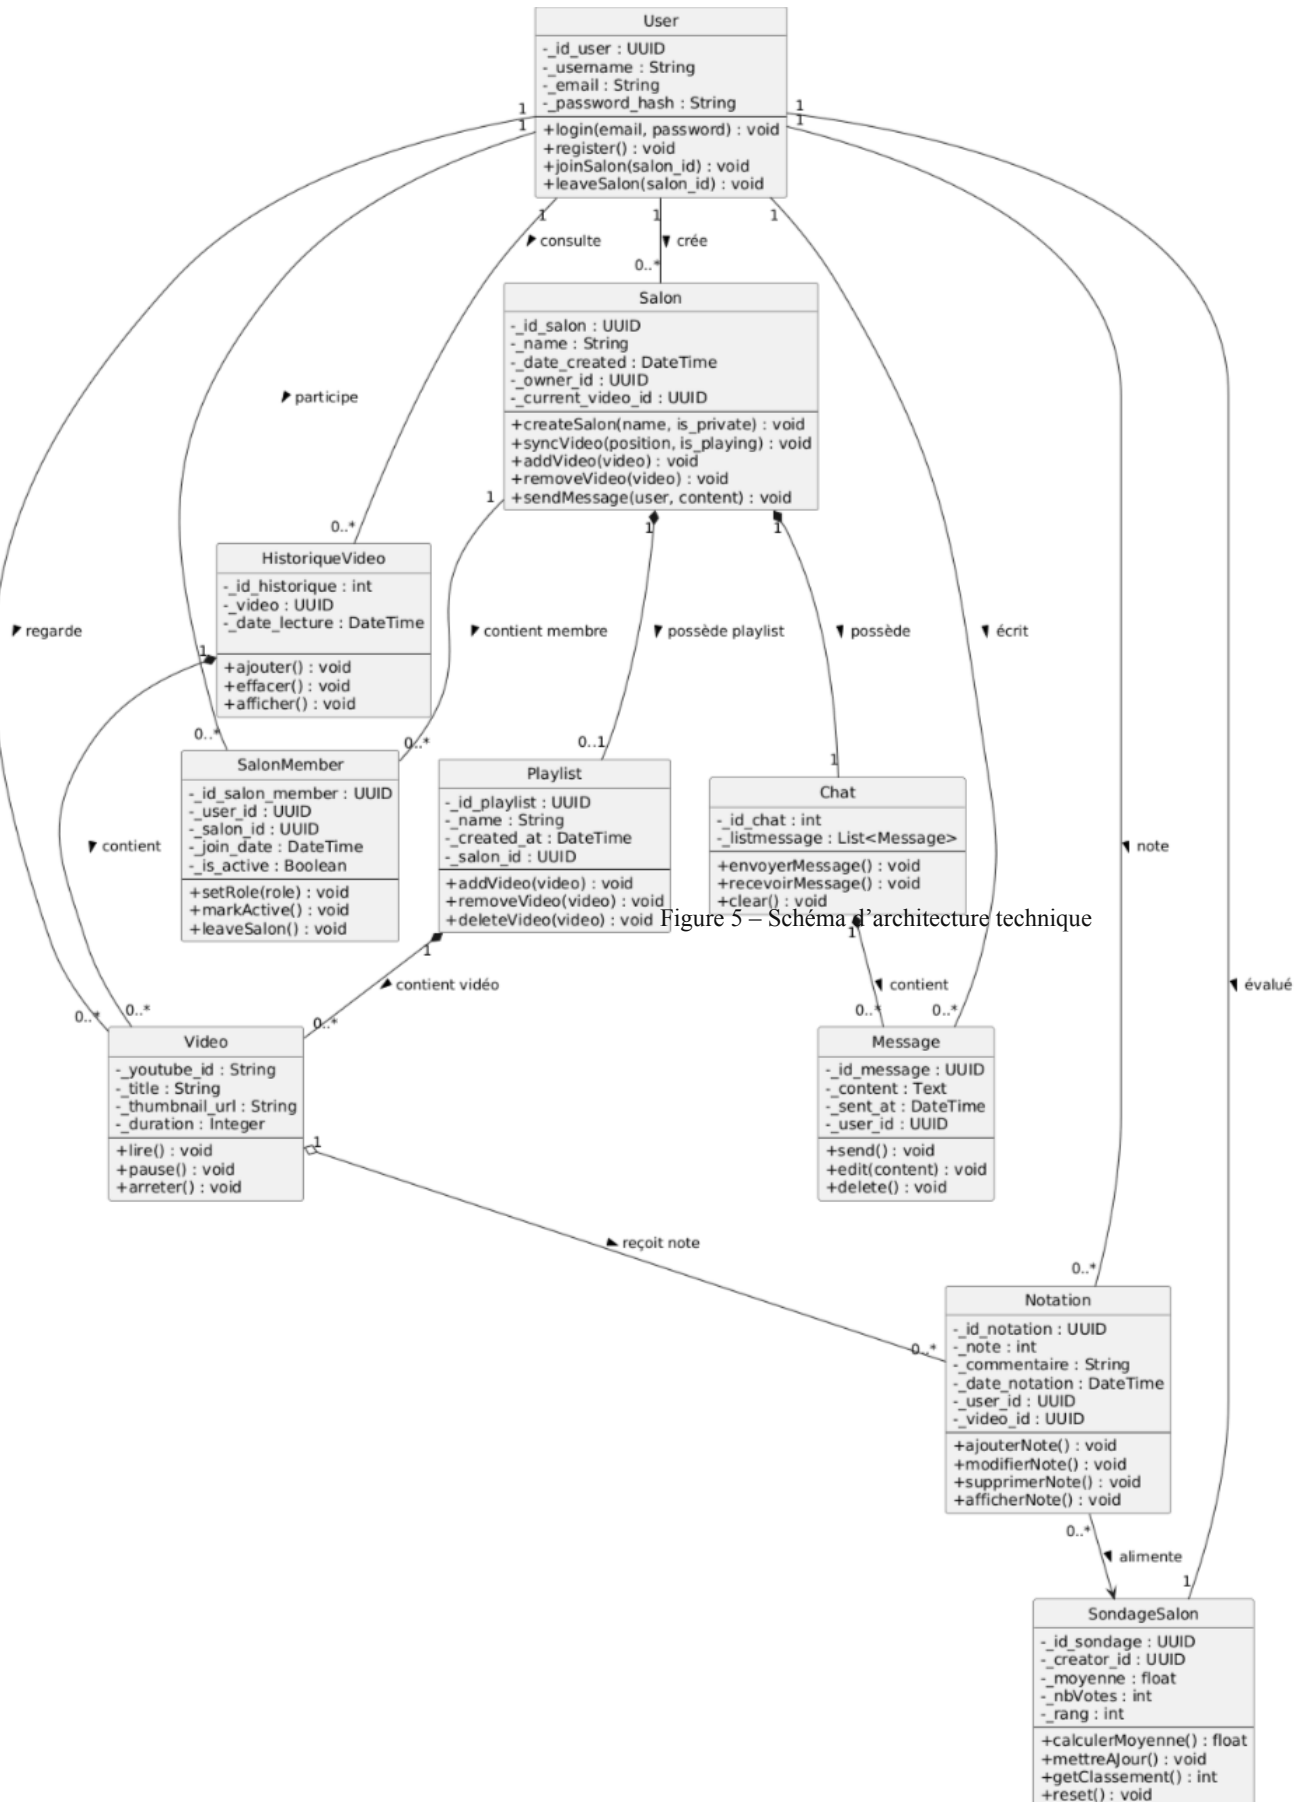 User
-_id_user : UUID
-_username : String
-_email : String
-_password_hash : String
+login(email, password) : void
+register() : void
+joinSalon(salon_id) : void
+leaveSalon(salon_id) : void
1
1
1
1
1
1
1
consulte
crée
0..*
Salon
-_id_salon : UUID
-_name : String
-_date_created : DateTime
-_owner_id : UUID
-_current_video_id : UUID
+createSalon(name, is_private) : void
+syncVideo(position, is_playing) : void
+addVideo(video) : void
+removeVideo(video) : void
+sendMessage(user, content) : void
participe
1
1
1
0..*
HistoriqueVideo
-_id_historique : int
-_video : UUID
-_date_lecture : DateTime
+ajouter() : void
+effacer() : void
+afficher() : void
1
regarde
contient membre
possède playlist
possède
écrit
0..*
0..*
0..1
1
SalonMember
-_id_salon_member : UUID
-_user_id : UUID
-_salon_id : UUID
-_join_date : DateTime
-_is_active : Boolean
+setRole(role) : void
+markActive() : void
+leaveSalon() : void
Playlist
-_id_playlist : UUID
-_name : String
-_created_at : DateTime
-_salon_id : UUID
+addVideo(video) : void
+removeVideo(video) : void
+deleteVideo(video) : void
Chat
-_id_chat : int
-_listmessage : List<Message>
+envoyerMessage() : void
+recevoirMessage() : void
+clear() : void
contient
note
Figure 5 – Schéma d'architecture technique
1
1
contient vidéo
contient
évalué
0..*
0..*
0..*
0..*
0..*
Video
-_youtube_id : String
-_title : String
-_thumbnail_url : String
-_duration : Integer
+lire() : void
+pause() : void
+arreter() : void
1
Message
-_id_message : UUID
-_content : Text
-_sent_at : DateTime
-_user_id : UUID
+send() : void
+edit(content) : void
+delete() : void
reçoit note
0..*
0..*
Notation
-_id_notation : UUID
-_note : int
-_commentaire : String
-_date_notation : DateTime
-_user_id : UUID
-_video_id : UUID
+ajouterNote() : void
+modifierNote() : void
+supprimerNote() : void
+afficherNote() : void
0..*
alimente
1
SondageSalon
-_id_sondage : UUID
-_creator_id : UUID
-_moyenne : float
-_nbVotes : int
-_rang : int
+calculerMoyenne() : float
+mettreAJour() : void
+getClassement() : int
+reset() : void